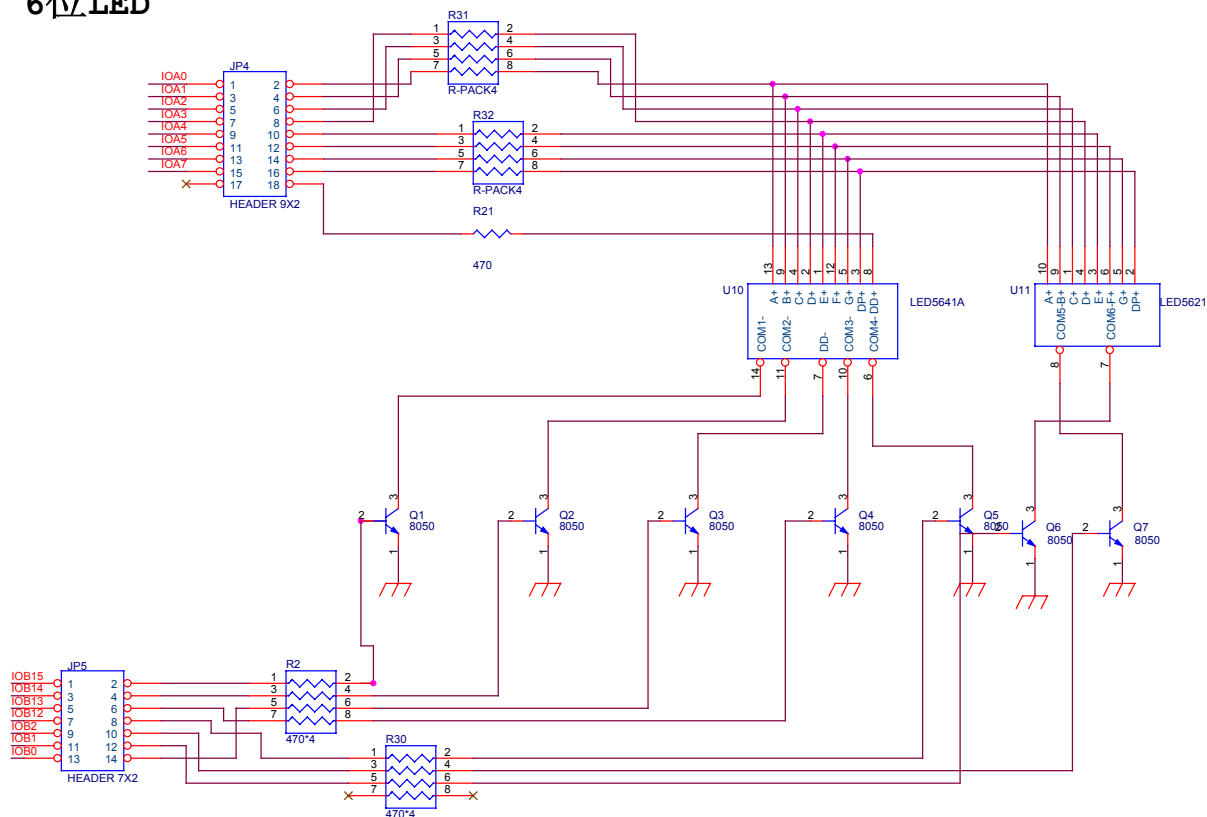 6位LED
R31
1 2
3 4
5 6
7 8
R-PACK4
JP4
IOA0 1 2
IOA1 3 4
IOA2 5 6
IOA3 7 8
IOA4 9 10
IOA5 11 12
IOA6 13 14
IOA7 15 16
17 18
HEADER 9X2
R32
1 2
3 4
5 6
7 8
R-PACK4
R21
470
13 9 4 2 1 12 5 3 8
U10
A+ B+ C+ D+ E+ F+ G+ DP+ DD+
COM1- COM2- DD- COM3- COM4-
LED5641A
14 11 7 10 6
10 9 1 4 3 6 5 2
U11
A+ B+ C+ D+ E+ F+ G+ DP+
COM5- COM6-
LED5621
8 7
3 2 1 Q1 8050
3 2 1 Q2 8050
3 2 1 Q3 8050
3 2 1 Q4 8050
3 2 1 Q5 8050
3 2 1 Q6 8050
3 2 1 Q7 8050
JP5
IOB15 1 2
IOB14 3 4
IOB13 5 6
IOB12 7 8
IOB2 9 10
IOB1 11 12
IOB0 13 14
HEADER 7X2
R2
1 2
3 4
5 6
7 8
470*4
R30
1 2
3 4
5 6
7 8
470*4